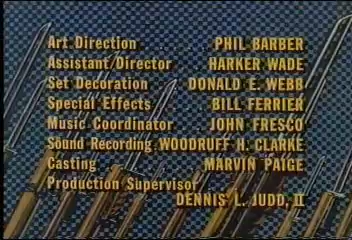 Art Direction . . . . . . PHIL BARBER
Assistant Director HARKER WADE
Set Decoration . DONALD E. WEBB
Special Effects . . . BILL FERRIER
Music Coordinator JOHN FRESCO
Sound Recording WOODRUFF H. CLARKE
Casting . . . . . . MARVIN PAIGE
Production Supervisor
DENNIS L. JUDD, II